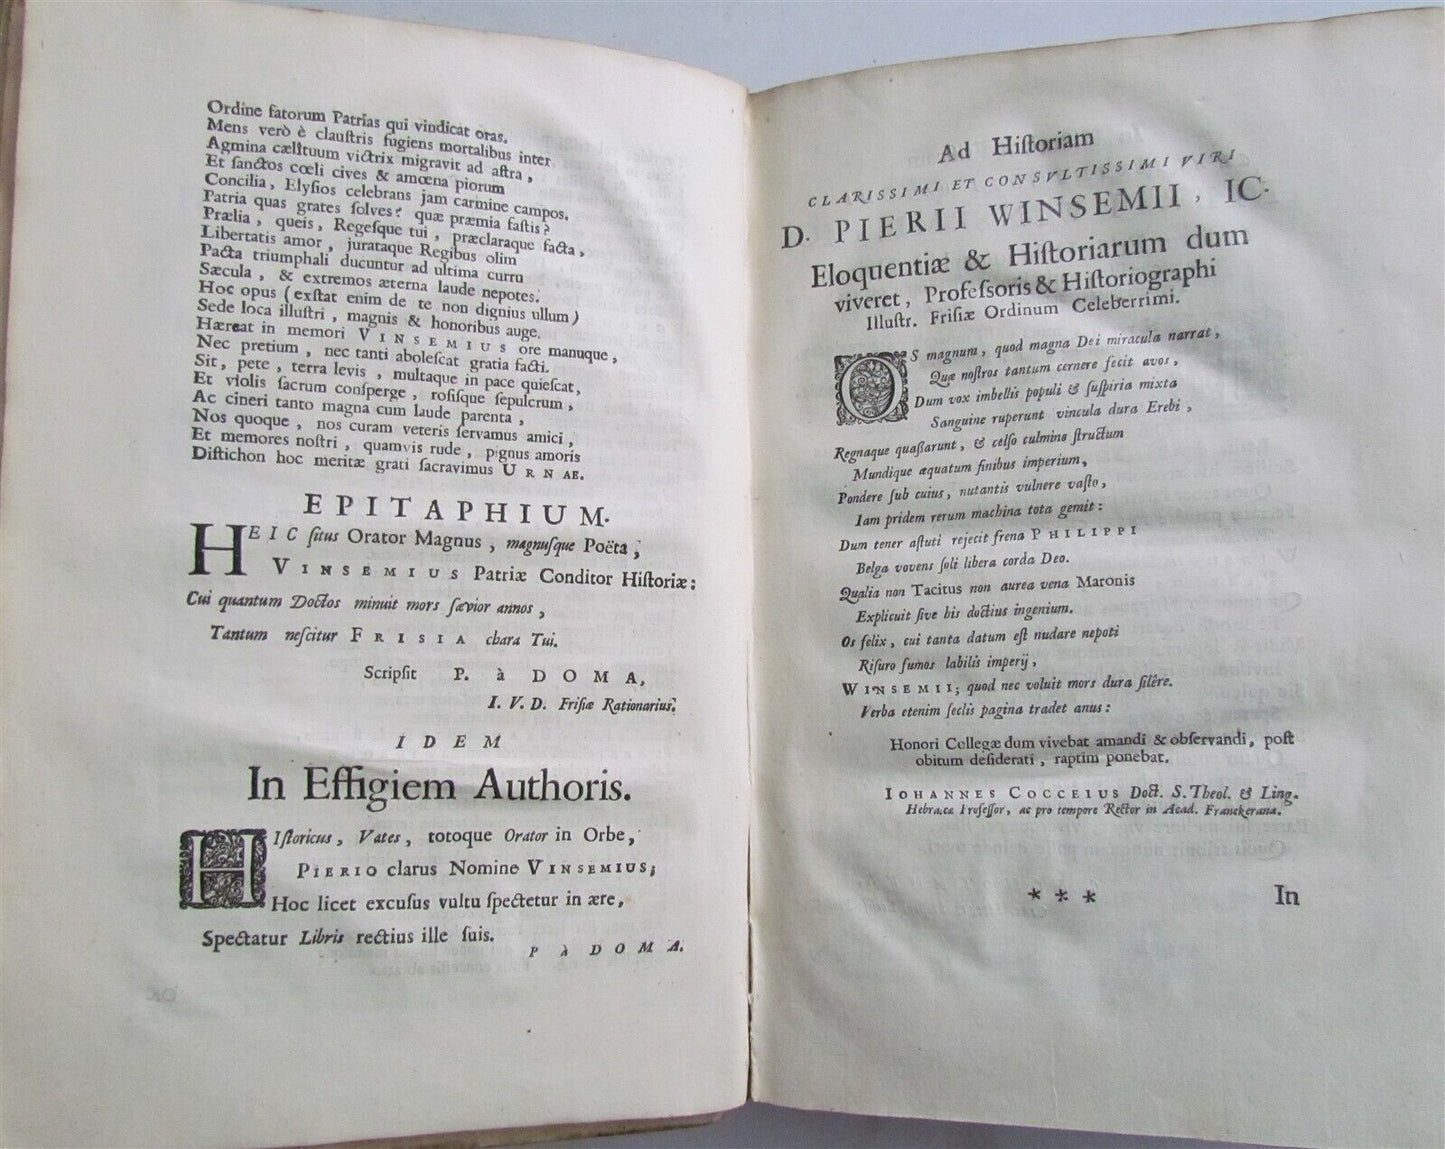 Ordine fatorum Patrias qui vindicat oras.
Mens verò è clauſtris fugiens mortalibus inter
Agmina cælſtuum victrix migravit ad aſtra,
Et ſanctos cœli cives & amœna piorum
Concilia, Elyſios celebrans jam carmine campos.
Patria quas grates ſolves? quæ præmia faſtis?
Prælia, queis, Regeſque tui, præclaraque facta,
Libertatis amor, jurataque Regibus olim
Pacta triumphali ducuntur ad ultima curru
Sæcula, & extremos æterna laude nepotes.
Hoc opus (exſtat enim de te non dignius ullum)
Sede loca illuſtri, magnis & honoribus auge.
Hæreat in memori VINSEMIUS ore manuque,
Nec pretium, nec tanti aboleſcat gratia facti.
Sit, pete, terra levis, multaque in pace quieſcat,
Et violis ſacrum conſperge, roſiſque ſepulcrum,
Ac cineri tanto magna cum laude parenta,
Nos quoque, nos curam veteris ſervamus amici,
Et memores noſtri, quamvis rude, pignus amoris
Diſtichon hoc meritæ grati ſacravimus URNAE.
EPITAPHIUM.
HEIC ſitus Orator Magnus, magnuſque Poëta,
VINSEMIUS Patriæ Conditor Hiſtoriæ:
Cui quantum Doctos minuit mors ſævior annos,
Tantum neſcitur FRISIA chara Tui.
Scripſit P. à DOMA,
I. V. D. Friſiæ Rationarius.
IDEM
In Effigiem Authoris.
HIſtoricus, Vates, totoque Orator in Orbe,
PIERIO clarus Nomine VINSEMIUS;
Hoc licet excuſus vultu ſpectetur in ære,
Spectatur Libris rectius ille ſuis.
P à DOMA.
Ad Hiſtoriam
CLARISSIMI ET CONSVLTISSIMI VIRI
D. PIERII WINSEMII, IC.
Eloquentiæ & Hiſtoriarum dum
viveret, Profeſſoris & Hiſtoriographi
Illuſtr. Friſiæ Ordinum Celeberrimi.
OS magnum, quod magna Dei miracula narrat,
Quæ noſtros tantum cernere fecit avos,
Dum vox imbellis populi & ſuſpiria mixta
Sanguine ruperunt vincula dura Erebi,
Regnaque quaſſarunt, & celſo culmine ſtructum
Mundique æquatum finibus imperium,
Pondere ſub cuius, nutantis vulnere vaſto,
Iam pridem rerum machina tota gemit:
Dum tener aſtuti rejecit frena PHILIPPI
Belga vovens ſoli libera corda Deo.
Qualia non Tacitus non aurea vena Maronis
Explicuit ſive his doctius ingenium.
Os felix, cui tanta datum eſt nudare nepoti
Riſuro fumos labilis imperij,
WINSEMII; quod nec voluit mors dura ſilêre.
Verba etenim ſeclis pagina tradet anus:
Honori Collegæ dum vivebat amandi & obſervandi, poſt
obitum deſiderati, raptim ponebat.
IOHANNES COCCEIUS Doct. S. Theol. & Ling.
Hebraicæ Profeſſor, ac pro tempore Rector in Acad. Franckerana.
* * * In